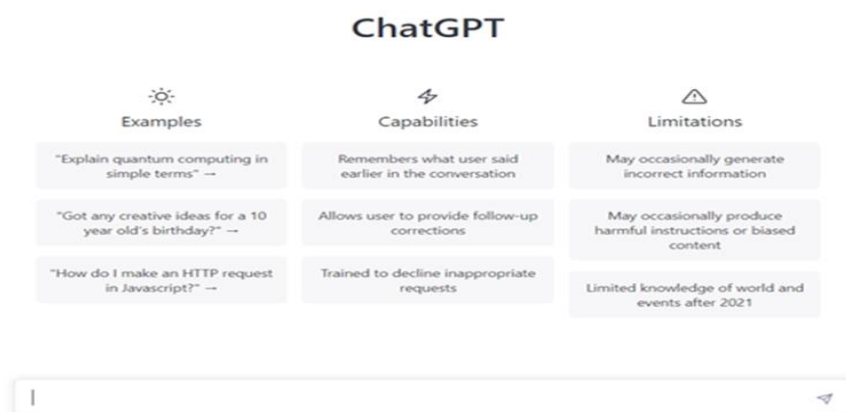 ChatGPT
Examples
"Explain quantum computing in
simple terms" →
"Got any creative ideas for a 10
year old's birthday?" →
"How do I make an HTTP request
in Javascript?" →
Capabilities
Remembers what user said
earlier in the conversation
Allows user to provide follow-up
corrections
Trained to decline inappropriate
requests
Limitations
May occasionally generate
incorrect information
May occasionally produce
harmful instructions or biased
content
Limited knowledge of world and
events after 2021